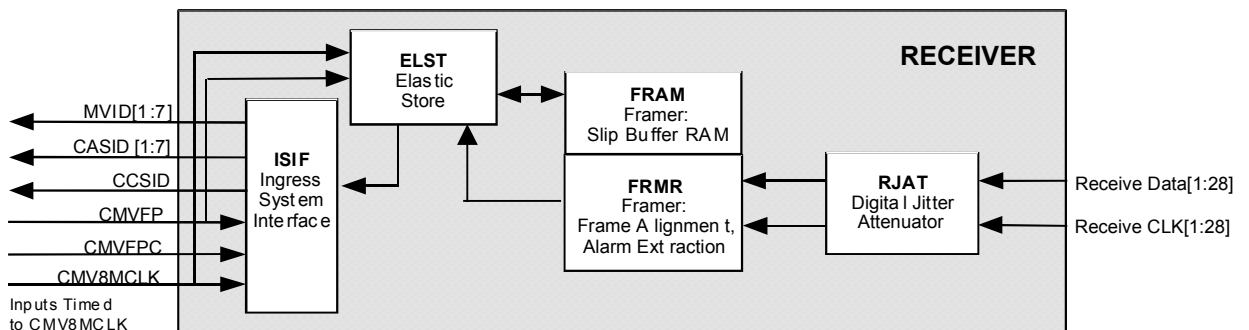 RECEIVER
ELST
Elastic
Store
FRAM
Framer:
Slip Buffer RAM
MVID[1:7]
CASID [1:7]
CCSID
CMVFP
CMVFPC
CMV8MCLK
Inputs Timed
to CMV8MCLK
ISIF
Ingress
System
Interface
FRMR
Framer:
Frame Alignment,
Alarm Extraction
RJAT
Digital Jitter
Attenuator
Receive Data[1:28]
Receive CLK[1:28]